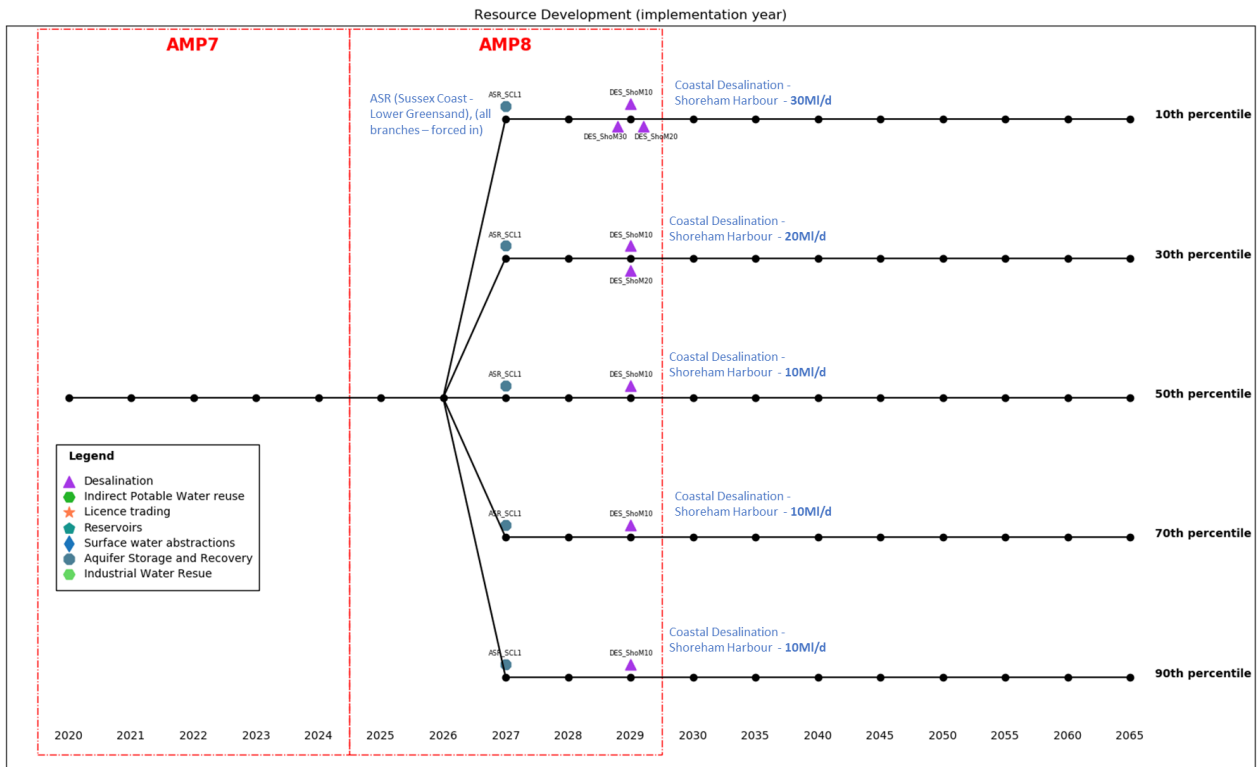 Resource Development (implementation year)
AMP7
AMP8
ASR (Sussex Coast -
Lower Greensand), (all
branches – forced in)
ASR_SCL1
DES_ShoM10
DES_ShoM30
DES_ShoM20
Coastal Desalination -
Shoreham Harbour - 30Ml/d
10th percentile
ASR_SCL1
DES_ShoM10
DES_ShoM20
Coastal Desalination -
Shoreham Harbour - 20Ml/d
30th percentile
ASR_SCL1
DES_ShoM10
Coastal Desalination -
Shoreham Harbour - 10Ml/d
50th percentile
Legend
Desalination
Indirect Potable Water reuse
Licence trading
Reservoirs
Surface water abstractions
Aquifer Storage and Recovery
Industrial Water Resue
ASR_SCL1
DES_ShoM10
Coastal Desalination -
Shoreham Harbour - 10Ml/d
70th percentile
ASR_SCL1
DES_ShoM10
Coastal Desalination -
Shoreham Harbour - 10Ml/d
90th percentile
2020 2021 2022 2023 2024 2025 2026 2027 2028 2029 2030 2035 2040 2045 2050 2055 2060 2065